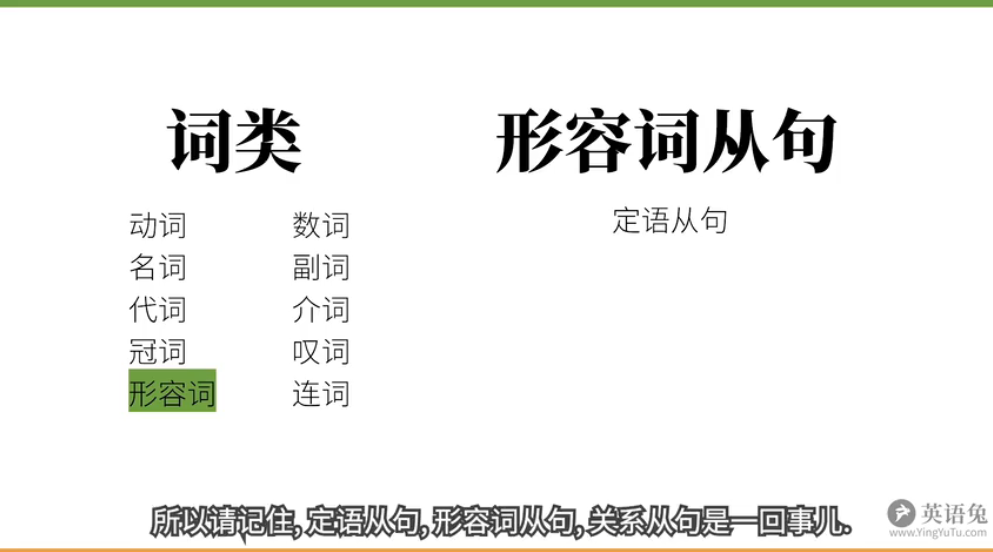 词类
动词
名词
代词
冠词
形容词
数词
副词
介词
叹词
连词
形容词从句
定语从句
所以请记住, 定语从句, 形容词从句, 关系从句是一回事儿.
英语兔
www.YingYuTu.com